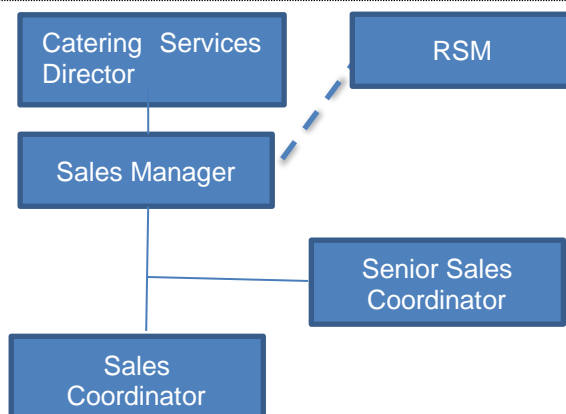 Catering Services
Director
RSM
Sales Manager
Senior Sales
Coordinator
Sales
Coordinator